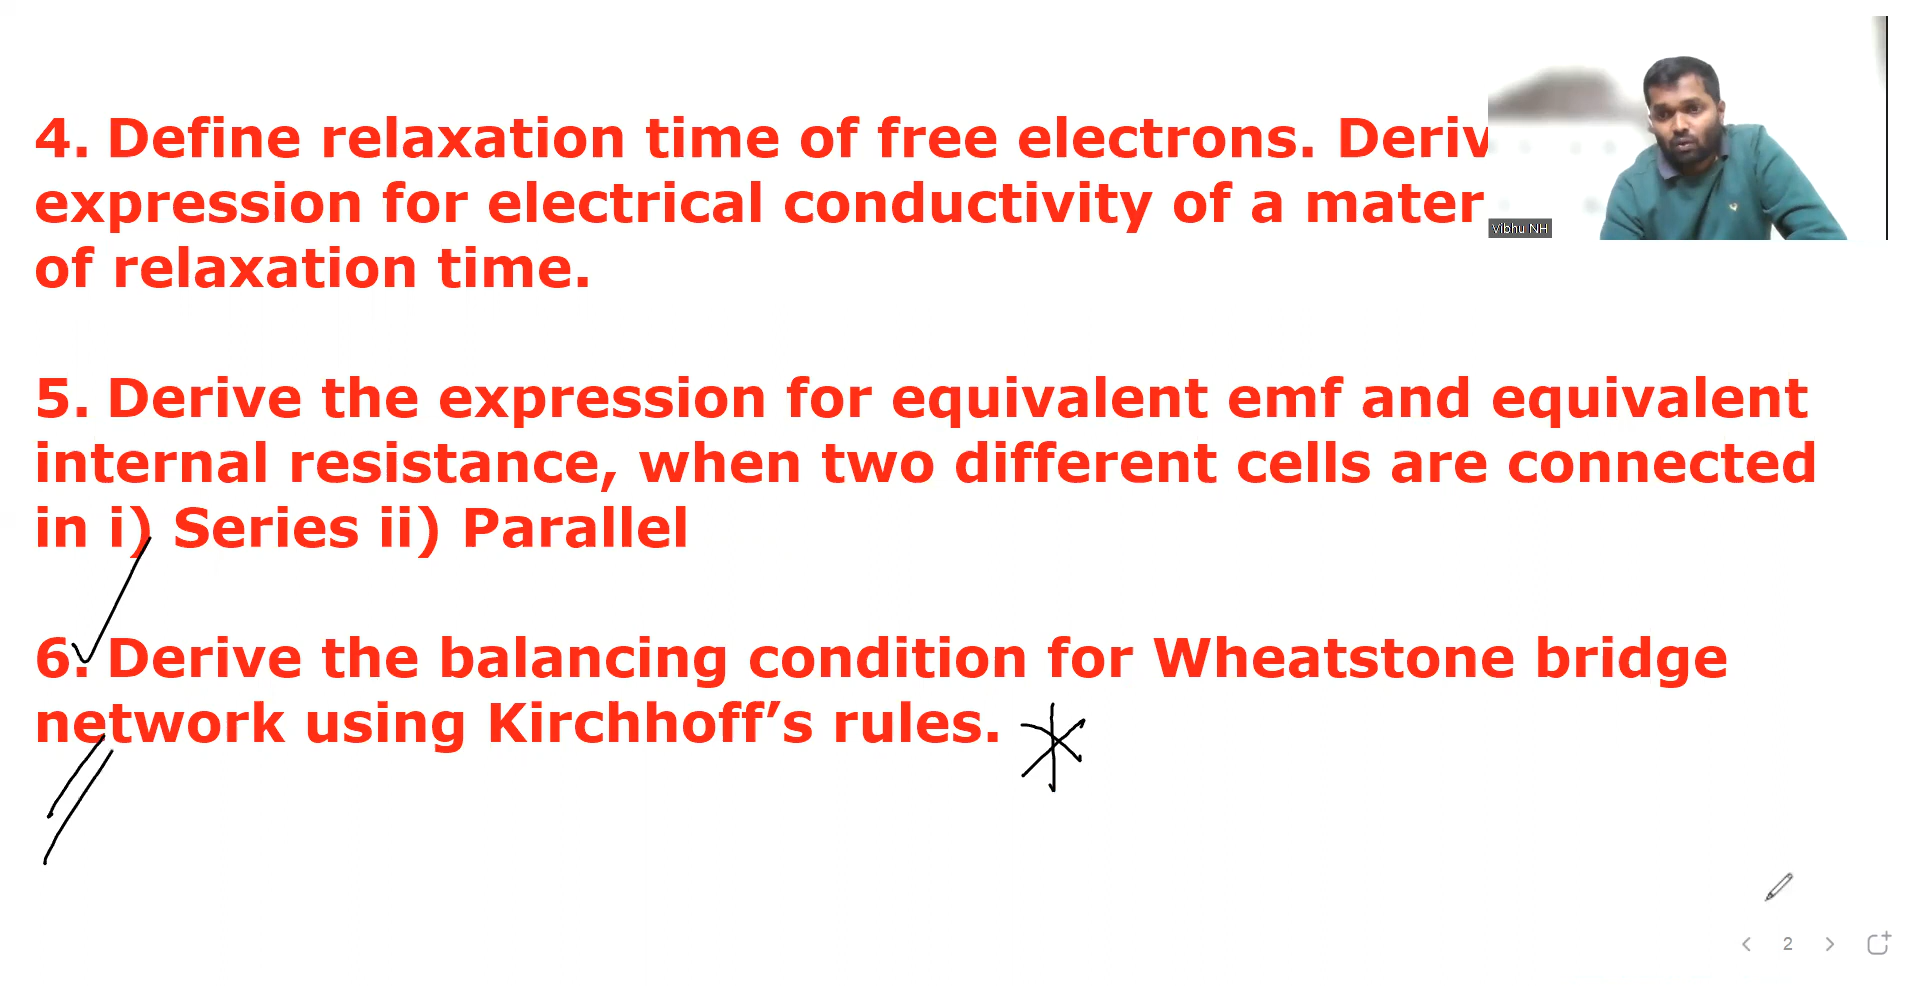 4. Define relaxation time of free electrons. Deriv
expression for electrical conductivity of a mater
of relaxation time.
5. Derive the expression for equivalent emf and equivalent
internal resistance, when two different cells are connected
in i) Series ii) Parallel
6. Derive the balancing condition for Wheatstone bridge
network using Kirchhoff’s rules.
Vibhu NH
2